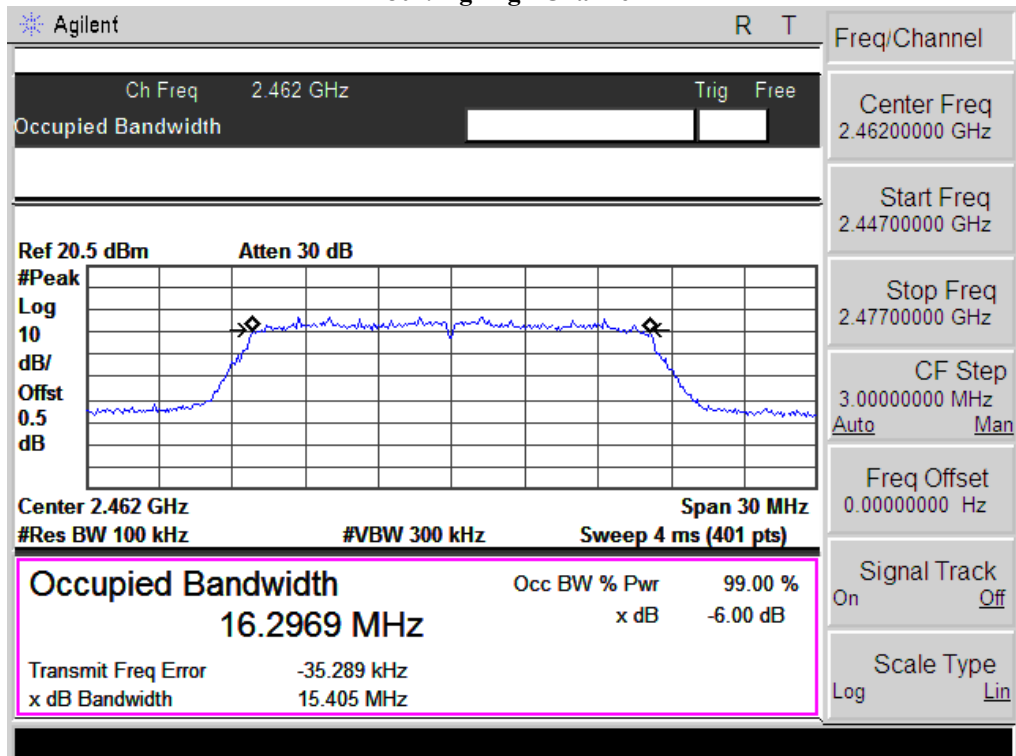 Agilent R T
Freq/Channel
Ch Freq 2.462 GHz Trig Free
Occupied Bandwidth
Center Freq
2.46200000 GHz
Start Freq
2.44700000 GHz
Stop Freq
2.47700000 GHz
CF Step
3.00000000 MHz
Auto Man
Freq Offset
0.00000000 Hz
Signal Track
On Off
Scale Type
Log Lin
Ref 20.5 dBm Atten 30 dB
#Peak
Log
10
dB/
Offst
0.5
dB
Center 2.462 GHz Span 30 MHz
#Res BW 100 kHz #VBW 300 kHz Sweep 4 ms (401 pts)
Occupied Bandwidth Occ BW % Pwr 99.00 %
16.2969 MHz x dB -6.00 dB
Transmit Freq Error -35.289 kHz
x dB Bandwidth 15.405 MHz